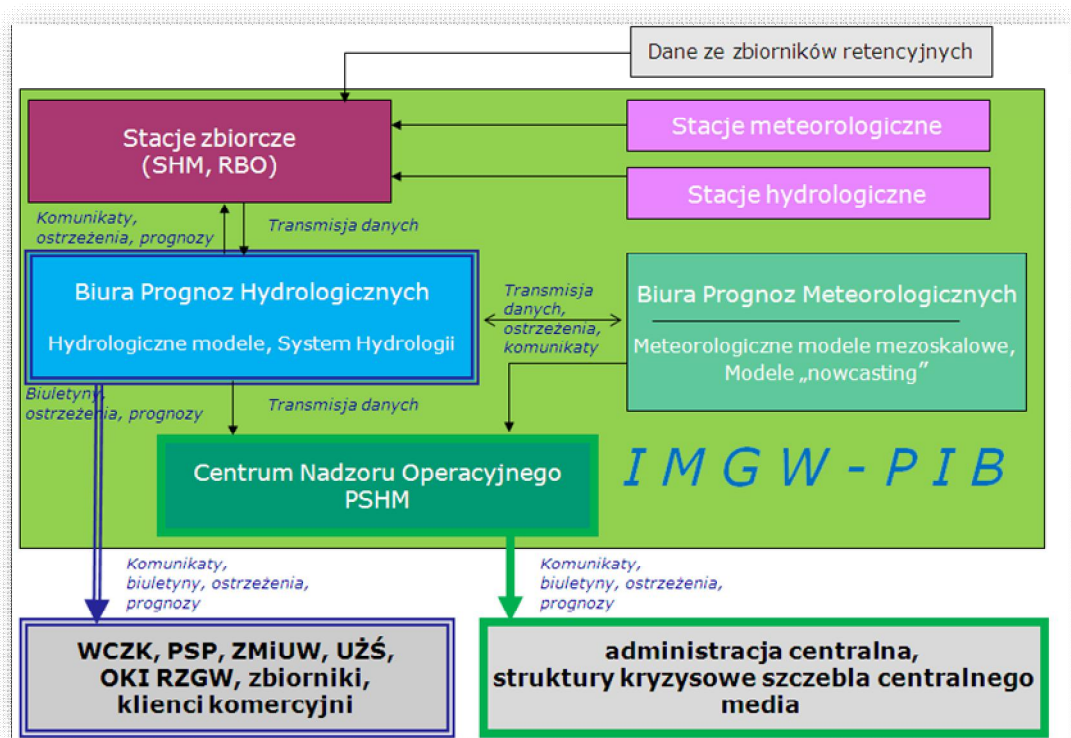 Dane ze zbiorników retencyjnych
Stacje zbiorcze
(SHM, RBO)
Stacje meteorologiczne
Stacje hydrologiczne
Komunikaty,
ostrzeżenia, prognozy
Transmisja danych
Biura Prognoz Hydrologicznych
Hydrologiczne modele, System Hydrologii
Transmisja
danych,
ostrzeżenia,
komunikaty
Biura Prognoz Meteorologicznych
Meteorologiczne modele mezoskalowe,
Modele „nowcasting”
Biuletyny,
ostrzeżenia, prognozy
Transmisja danych
Centrum Nadzoru Operacyjnego
PSHM
IMGW-PIB
Komunikaty,
biuletyny, ostrzeżenia,
prognozy
Komunikaty,
biuletyny, ostrzeżenia,
prognozy
WCZK, PSP, ZMiUW, UŻŚ,
OKI RZGW, zbiorniki,
klienci komercyjni
administracja centralna,
struktury kryzysowe szczebla centralnego
media